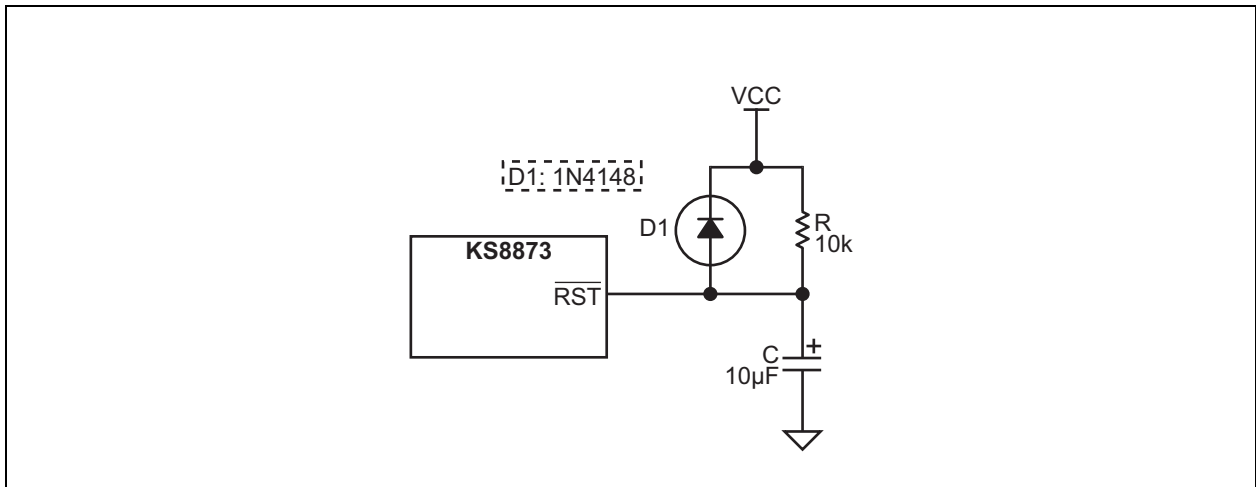 VCC
D1: 1N4148
D1
R
10k
KS8873
RST
+
C
10µF